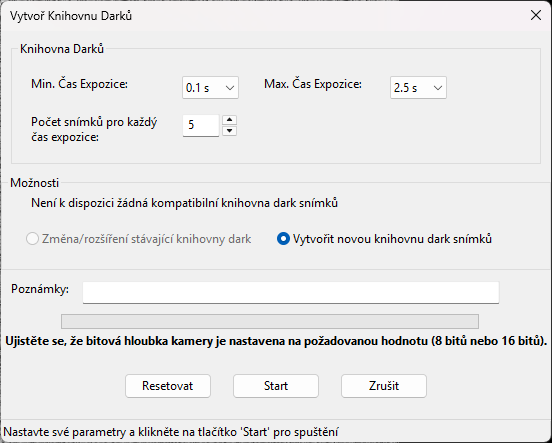 Vytvoř Knihovnu Darků
Knihovna Darků
Min. Čas Expozice: 0.1 s Max. Čas Expozice: 2.5 s
Počet snímků pro každý
čas expozice: 5
Možnosti
Není k dispozici žádná kompatibilní knihovna dark snímků
Změna/rozšíření stávající knihovny dark Vytvořit novou knihovnu dark snímků
Poznámky:
Ujistěte se, že bitová hloubka kamery je nastavena na požadovanou hodnotu (8 bitů nebo 16 bitů).
Resetovat Start Zrušit
Nastavte své parametry a klikněte na tlačítko 'Start' pro spuštění